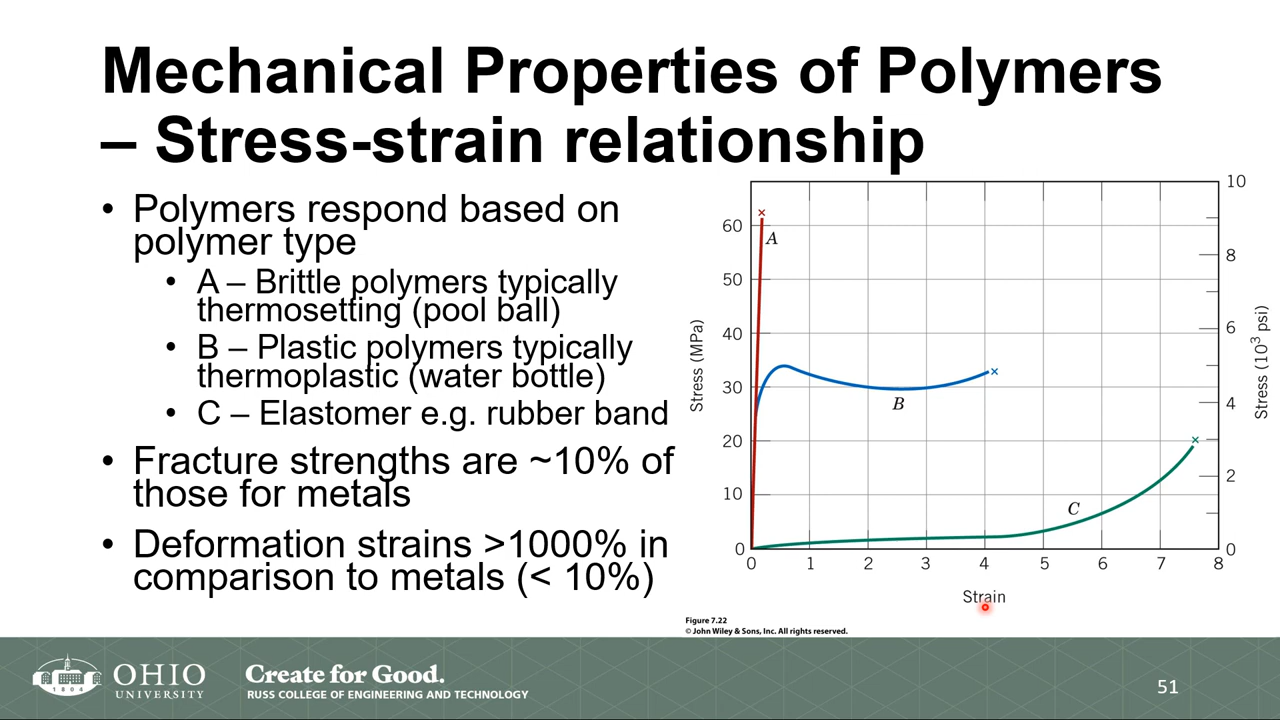 Mechanical Properties of Polymers
– Stress-strain relationship
• Polymers respond based on
polymer type
• A – Brittle polymers typically
thermosetting (pool ball)
• B – Plastic polymers typically
thermoplastic (water bottle)
• C – Elastomer e.g. rubber band
• Fracture strengths are ~10% of
those for metals
• Deformation strains >1000% in
comparison to metals (< 10%)
Stress (MPa)
60
50
40
30
20
10
0
A
B
C
10
8
6
4
2
0
Stress (10³ psi)
0 1 2 3 4 5 6 7 8
Strain
Figure 7.22
© John Wiley & Sons, Inc. All rights reserved.
1804
OHIO
UNIVERSITY
Create for Good.
RUSS COLLEGE OF ENGINEERING AND TECHNOLOGY
51